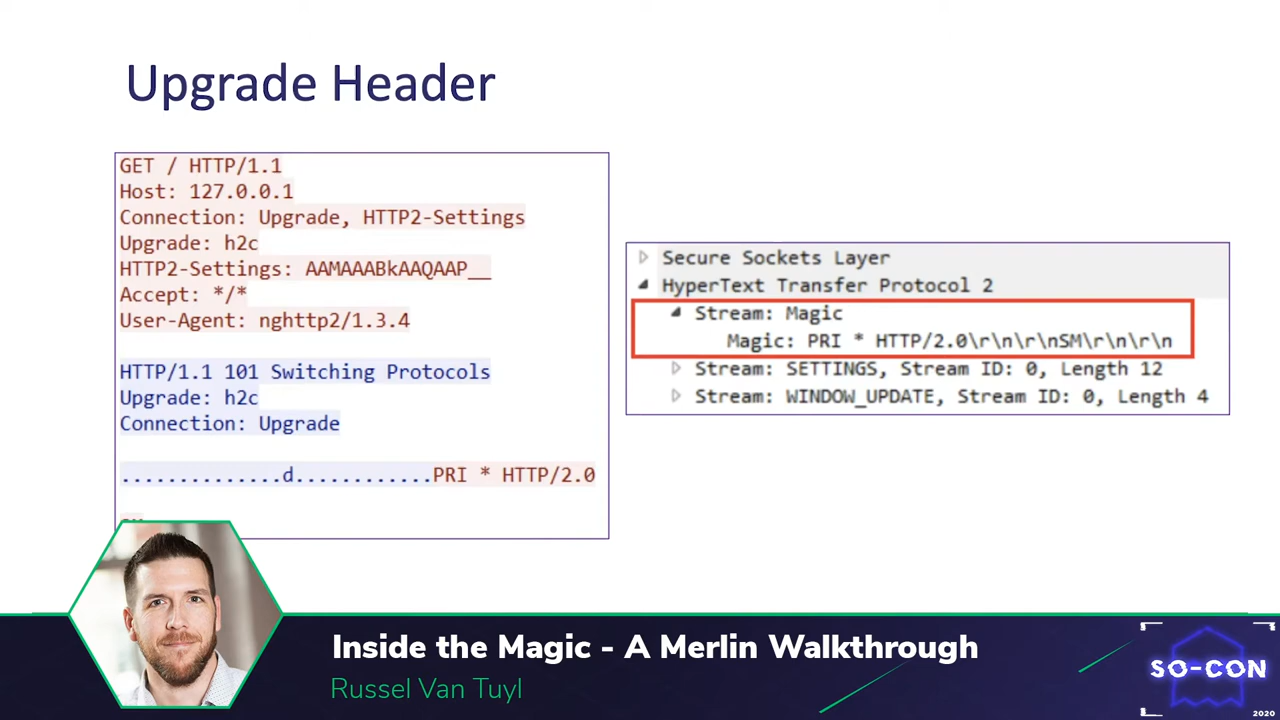 Upgrade Header
GET / HTTP/1.1
Host: 127.0.0.1
Connection: Upgrade, HTTP2-Settings
Upgrade: h2c
HTTP2-Settings: AAMAAABkAAQAAP__
Accept: */*
User-Agent: nghttp2/1.3.4
HTTP/1.1 101 Switching Protocols
Upgrade: h2c
Connection: Upgrade
..............d............PRI * HTTP/2.0
Secure Sockets Layer
HyperText Transfer Protocol 2
Stream: Magic
Magic: PRI * HTTP/2.0\r\n\r\nSM\r\n\r\n
Stream: SETTINGS, Stream ID: 0, Length 12
Stream: WINDOW_UPDATE, Stream ID: 0, Length 4
Inside the Magic - A Merlin Walkthrough
Russel Van Tuyl
SO-CON
2020